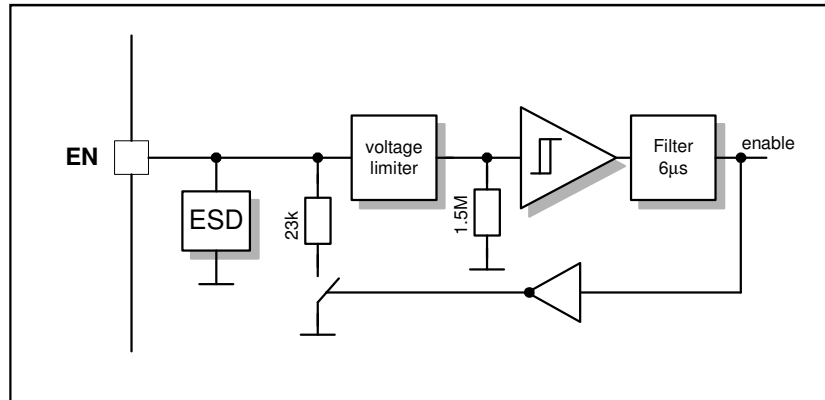 EN
ESD
23k
voltage
limiter
1.5M
Filter
6µs
enable